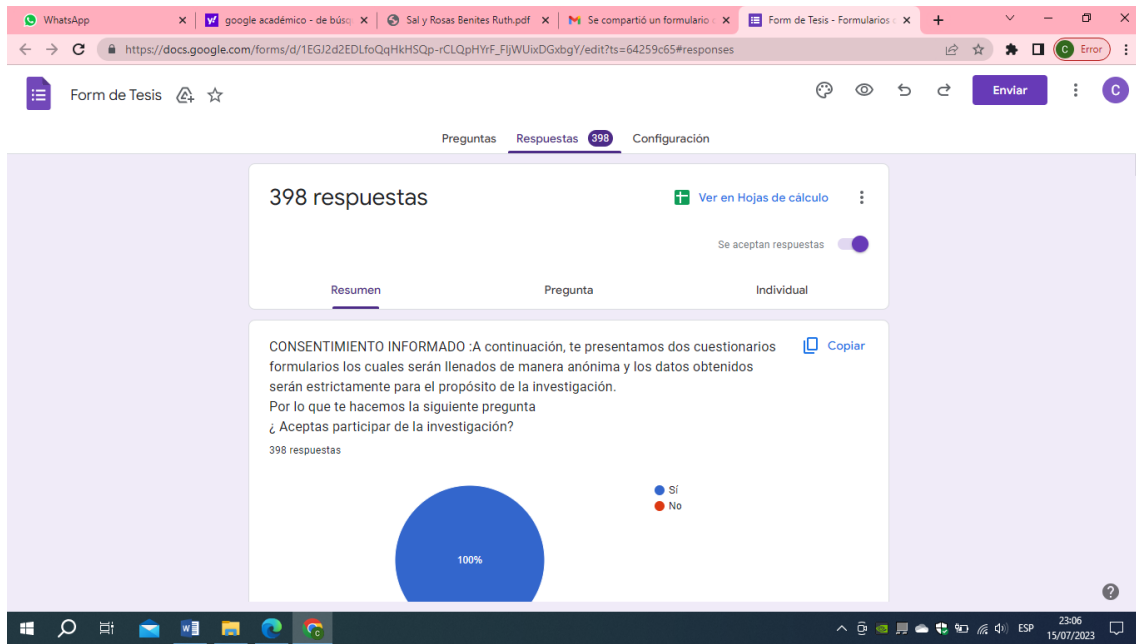 WhatsApp
google académico - de búsq
Sal y Rosas Benites Ruth.pdf
Se compartió un formulario
Form de Tesis - Formularios
https://docs.google.com/forms/d/1EGJ2d2EDLfoQqHkHSQp-rCLQpHYrF_FIjWUixDGxbgY/edit?ts=64259c65#responses
C Error
Form de Tesis
Enviar
C
Preguntas Respuestas 398 Configuración
398 respuestas
Ver en Hojas de cálculo
Se aceptan respuestas
Resumen Pregunta Individual
CONSENTIMIENTO INFORMADO :A continuación, te presentamos dos cuestionarios
Copiar
formularios los cuales serán llenados de manera anónima y los datos obtenidos
serán estrictamente para el propósito de la investigación.
Por lo que te hacemos la siguiente pregunta
¿ Aceptas participar de la investigación?
398 respuestas
Sí
No
100%
ESP
23:06
15/07/2023